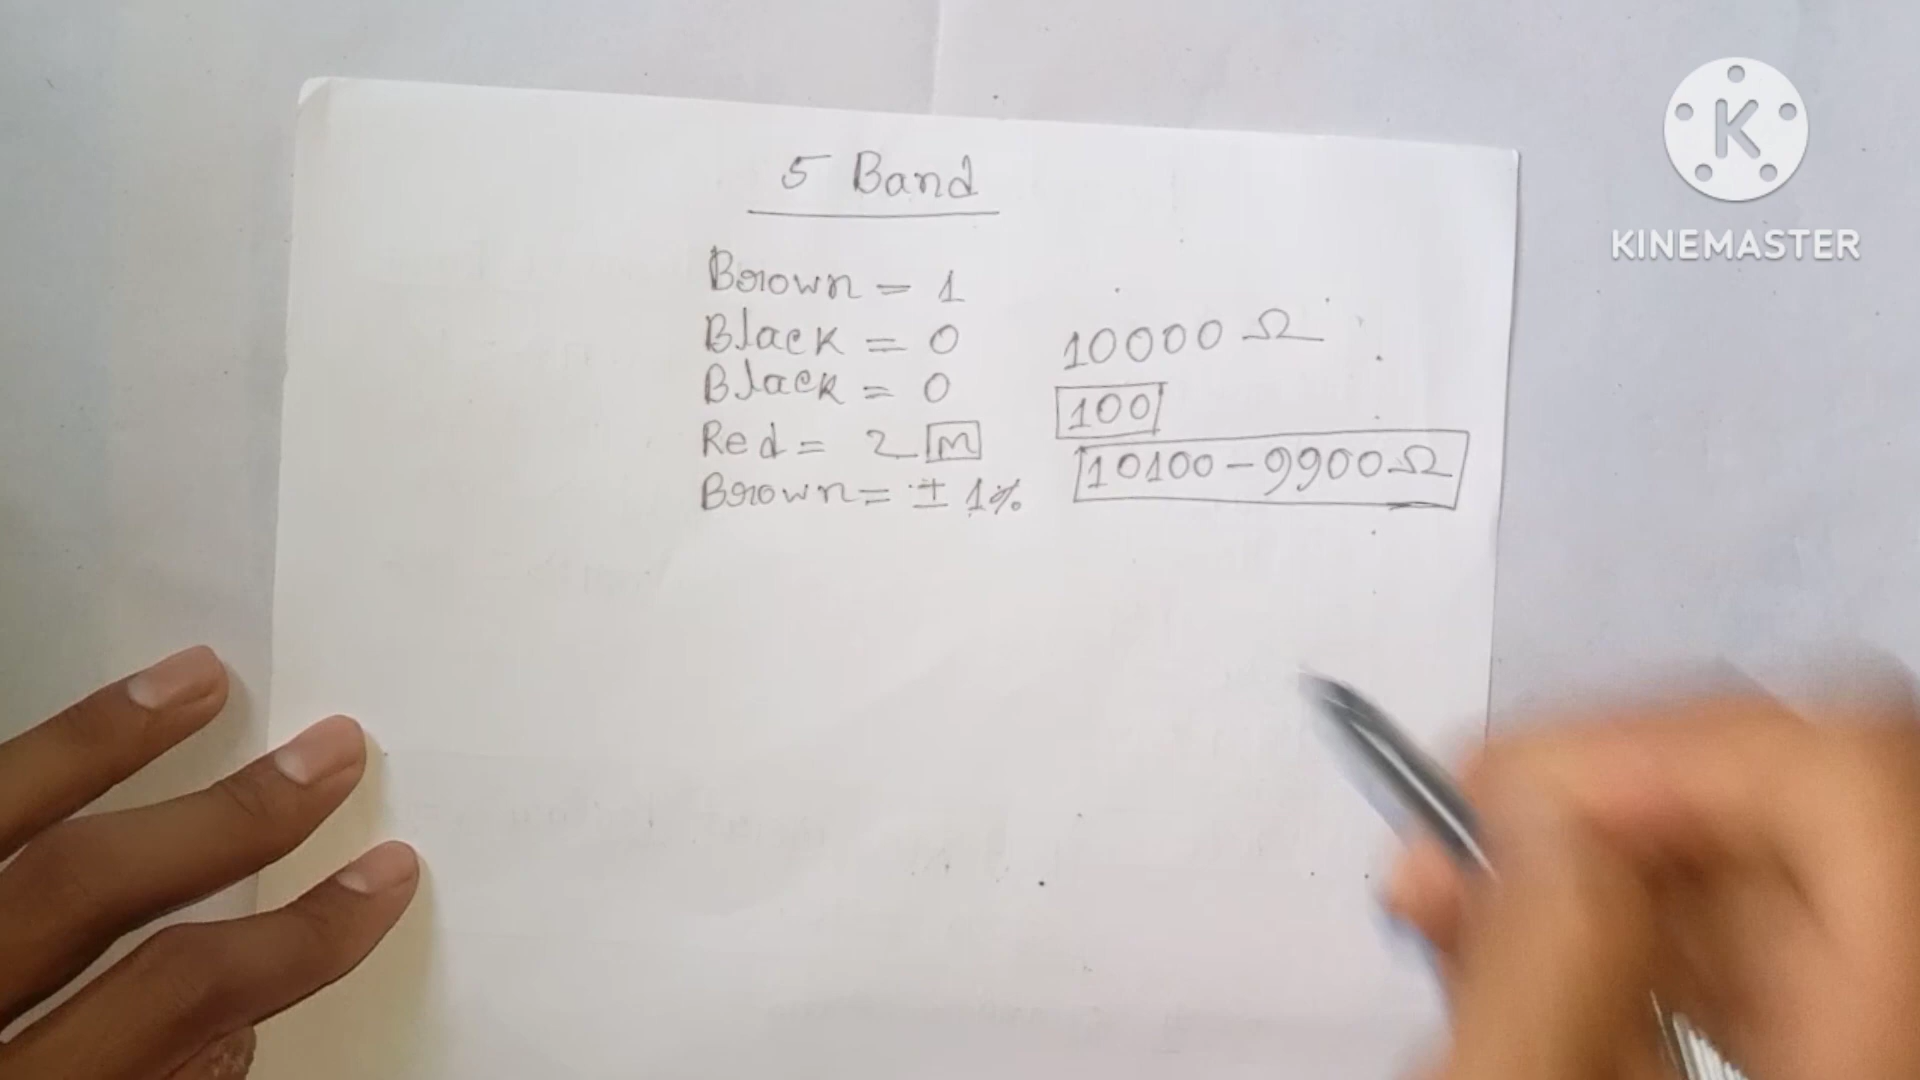 5 Band
Brown = 1
Black = 0
Black = 0
Red = 2 M
Brown = ± 1%
10000 Ω
100
10100 - 9900 Ω
K
KINEMASTER